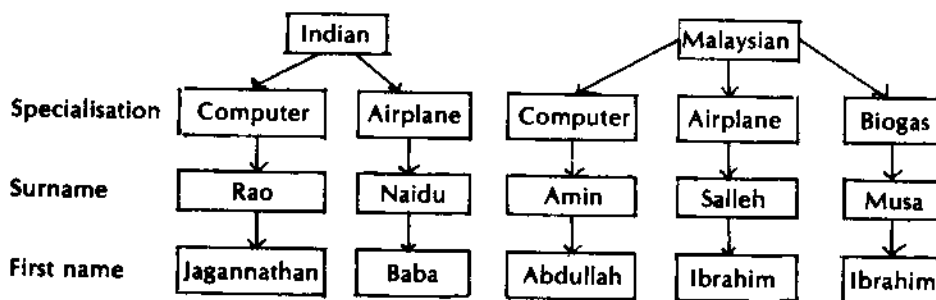 Indian Malaysian
Specialisation Computer Airplane Computer Airplane Biogas
Surname Rao Naidu Amin Salleh Musa
First name Jagannathan Baba Abdullah Ibrahim Ibrahim